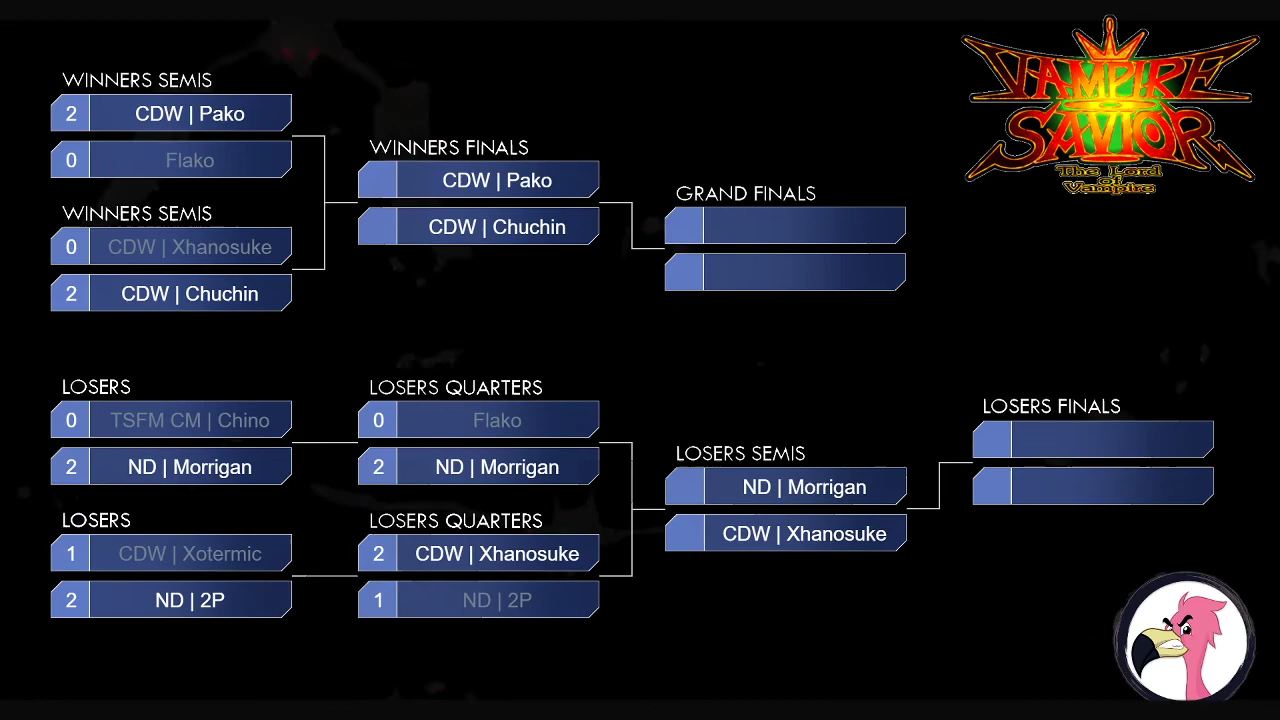 VAMPIRE
SAVIOR
The Lord
of
Vampire
WINNERS SEMIS
2 CDW | Pako
0 Flako
WINNERS SEMIS
0 CDW | Xhanosuke
2 CDW | Chuchin
WINNERS FINALS
CDW | Pako
CDW | Chuchin
GRAND FINALS
LOSERS
0 TSFM CM | Chino
2 ND | Morrigan
LOSERS
1 CDW | Xotermic
2 ND | 2P
LOSERS QUARTERS
0 Flako
2 ND | Morrigan
LOSERS QUARTERS
2 CDW | Xhanosuke
1 ND | 2P
LOSERS SEMIS
ND | Morrigan
CDW | Xhanosuke
LOSERS FINALS